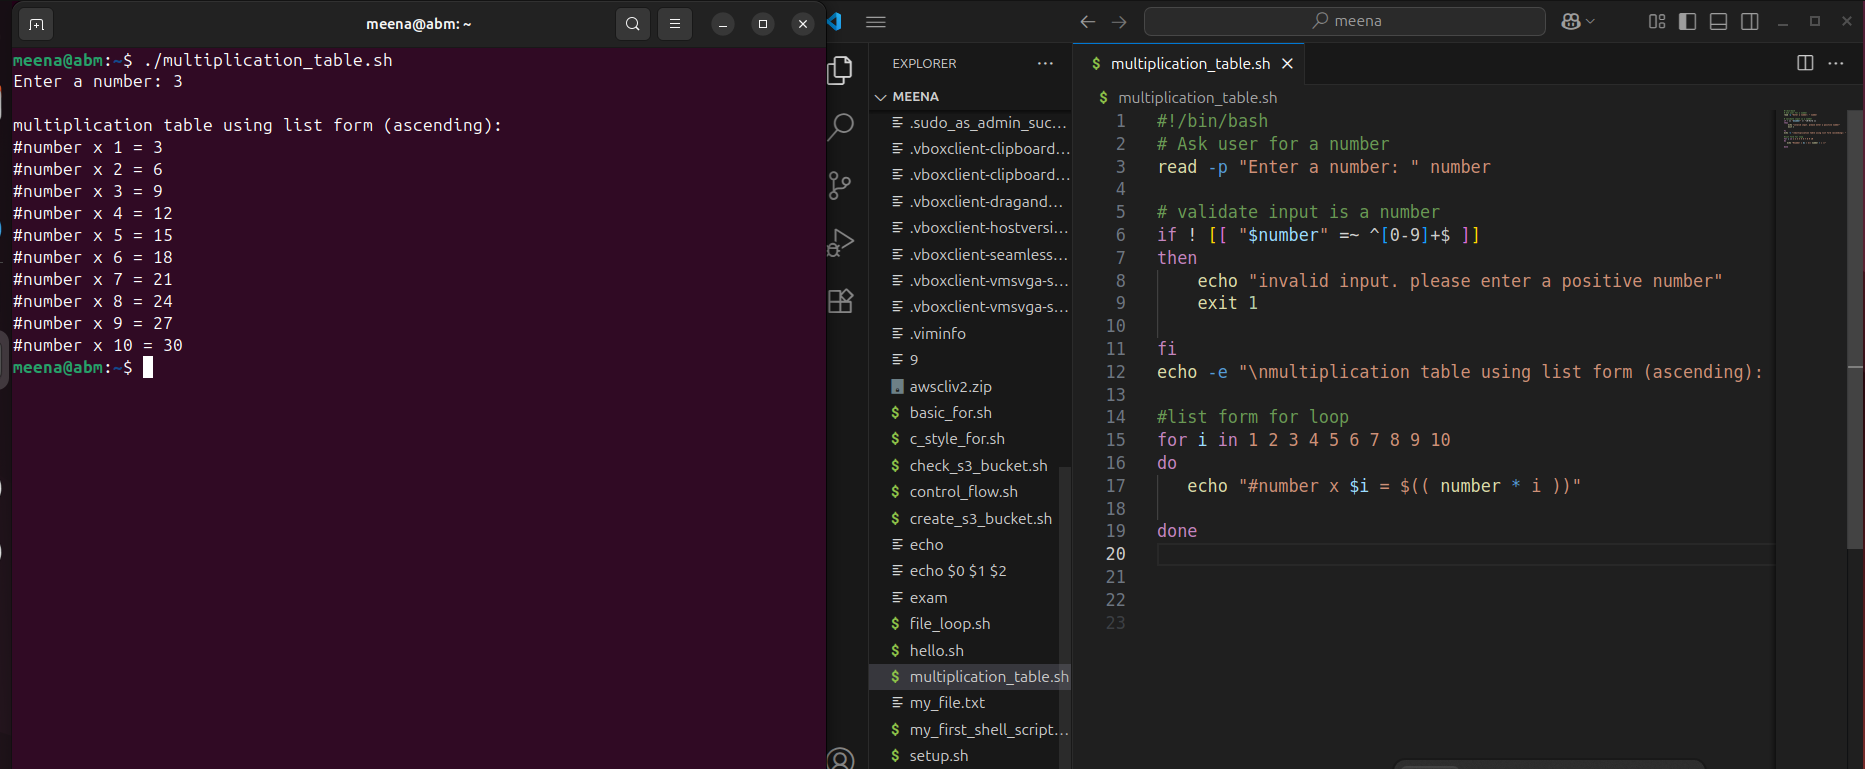 meena@abm: ~
meena@abm:~$ ./multiplication_table.sh
Enter a number: 3
multiplication table using list form (ascending):
#number x 1 = 3
#number x 2 = 6
#number x 3 = 9
#number x 4 = 12
#number x 5 = 15
#number x 6 = 18
#number x 7 = 21
#number x 8 = 24
#number x 9 = 27
#number x 10 = 30
meena@abm:~$
meena
EXPLORER
MEENA
.sudo_as_admin_suc...
.vboxclient-clipboard...
.vboxclient-clipboard...
.vboxclient-dragand...
.vboxclient-hostversi...
.vboxclient-seamless...
.vboxclient-vmsvga-s...
.vboxclient-vmsvga-s...
.viminfo
9
awscliv2.zip
$ basic_for.sh
$ c_style_for.sh
$ check_s3_bucket.sh
$ control_flow.sh
$ create_s3_bucket.sh
echo
echo $0 $1 $2
exam
$ file_loop.sh
$ hello.sh
$ multiplication_table.sh
my_file.txt
$ my_first_shell_script...
$ setup.sh
$ multiplication_table.sh
$ multiplication_table.sh
1 #!/bin/bash
2 # Ask user for a number
3 read -p "Enter a number: " number
4
5 # validate input is a number
6 if ! [[ "$number" =~ ^[0-9]+$ ]]
7 then
8 echo "invalid input. please enter a positive number"
9 exit 1
10
11 fi
12 echo -e "\nmultiplication table using list form (ascending):
13
14 #list form for loop
15 for i in 1 2 3 4 5 6 7 8 9 10
16 do
17 echo "#number x $i = $(( number * i ))"
18
19 done
20
21
22
23